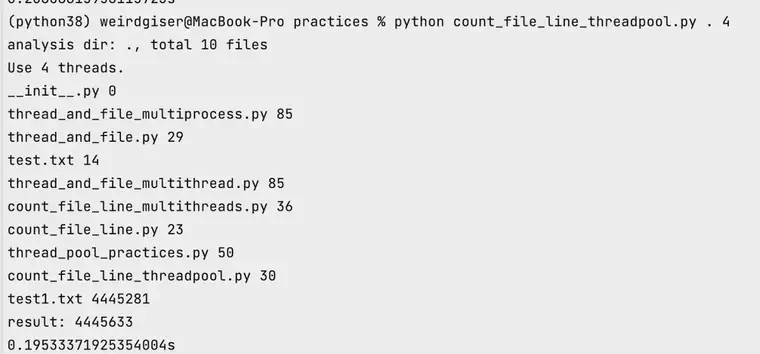 (python38) weirdgiser@MacBook-Pro practices % python count_file_line_threadpool.py . 4
analysis dir: ., total 10 files
Use 4 threads.
__init__.py 0
thread_and_file_multiprocess.py 85
thread_and_file.py 29
test.txt 14
thread_and_file_multithread.py 85
count_file_line_multithreads.py 36
count_file_line.py 23
thread_pool_practices.py 50
count_file_line_threadpool.py 30
test1.txt 4445281
result: 4445633
0.19533371925354004s